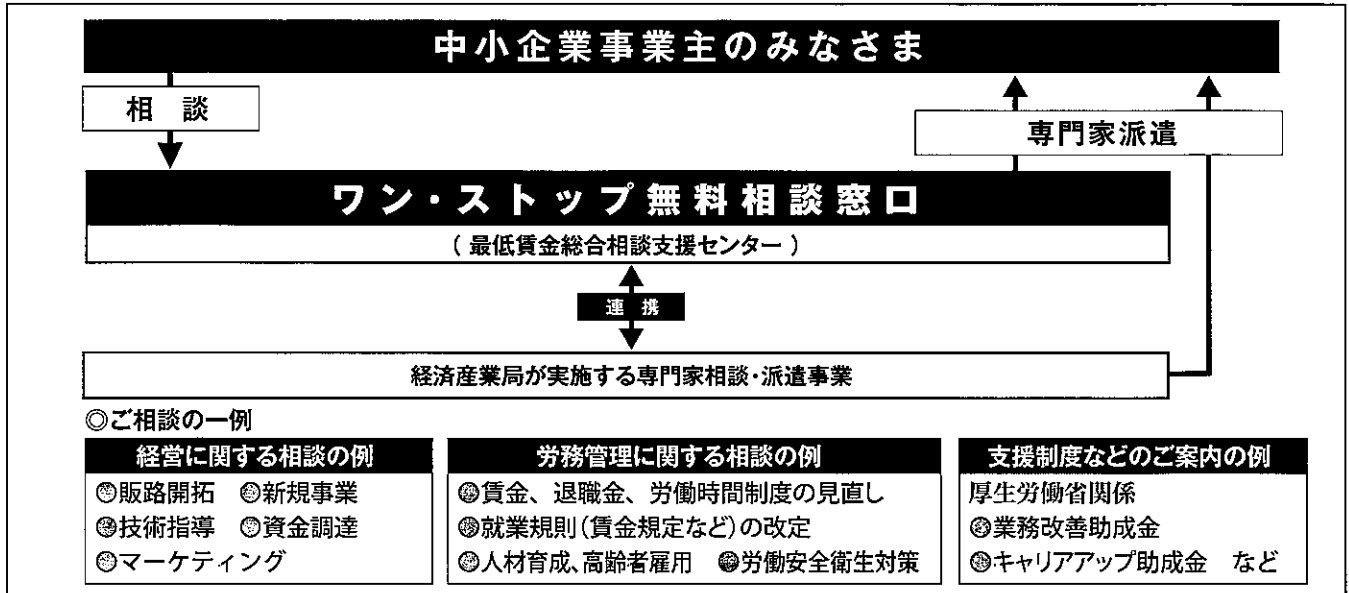 中小企業事業主のみなさま
相　談
専門家派遣
ワン・ストップ無料相談窓口
（最低賃金総合相談支援センター）
連　携
経済産業局が実施する専門家相談・派遣事業
◎ご相談の一例
経営に関する相談の例
◎販路開拓　◎新規事業
◎技術指導　◎資金調達
◎マーケティング
労務管理に関する相談の例
◎賃金、退職金、労働時間制度の見直し
◎就業規則（賃金規定など）の改定
◎人材育成、高齢者雇用　◎労働安全衛生対策
支援制度などのご案内の例
厚生労働省関係
◎業務改善助成金
◎キャリアアップ助成金　など